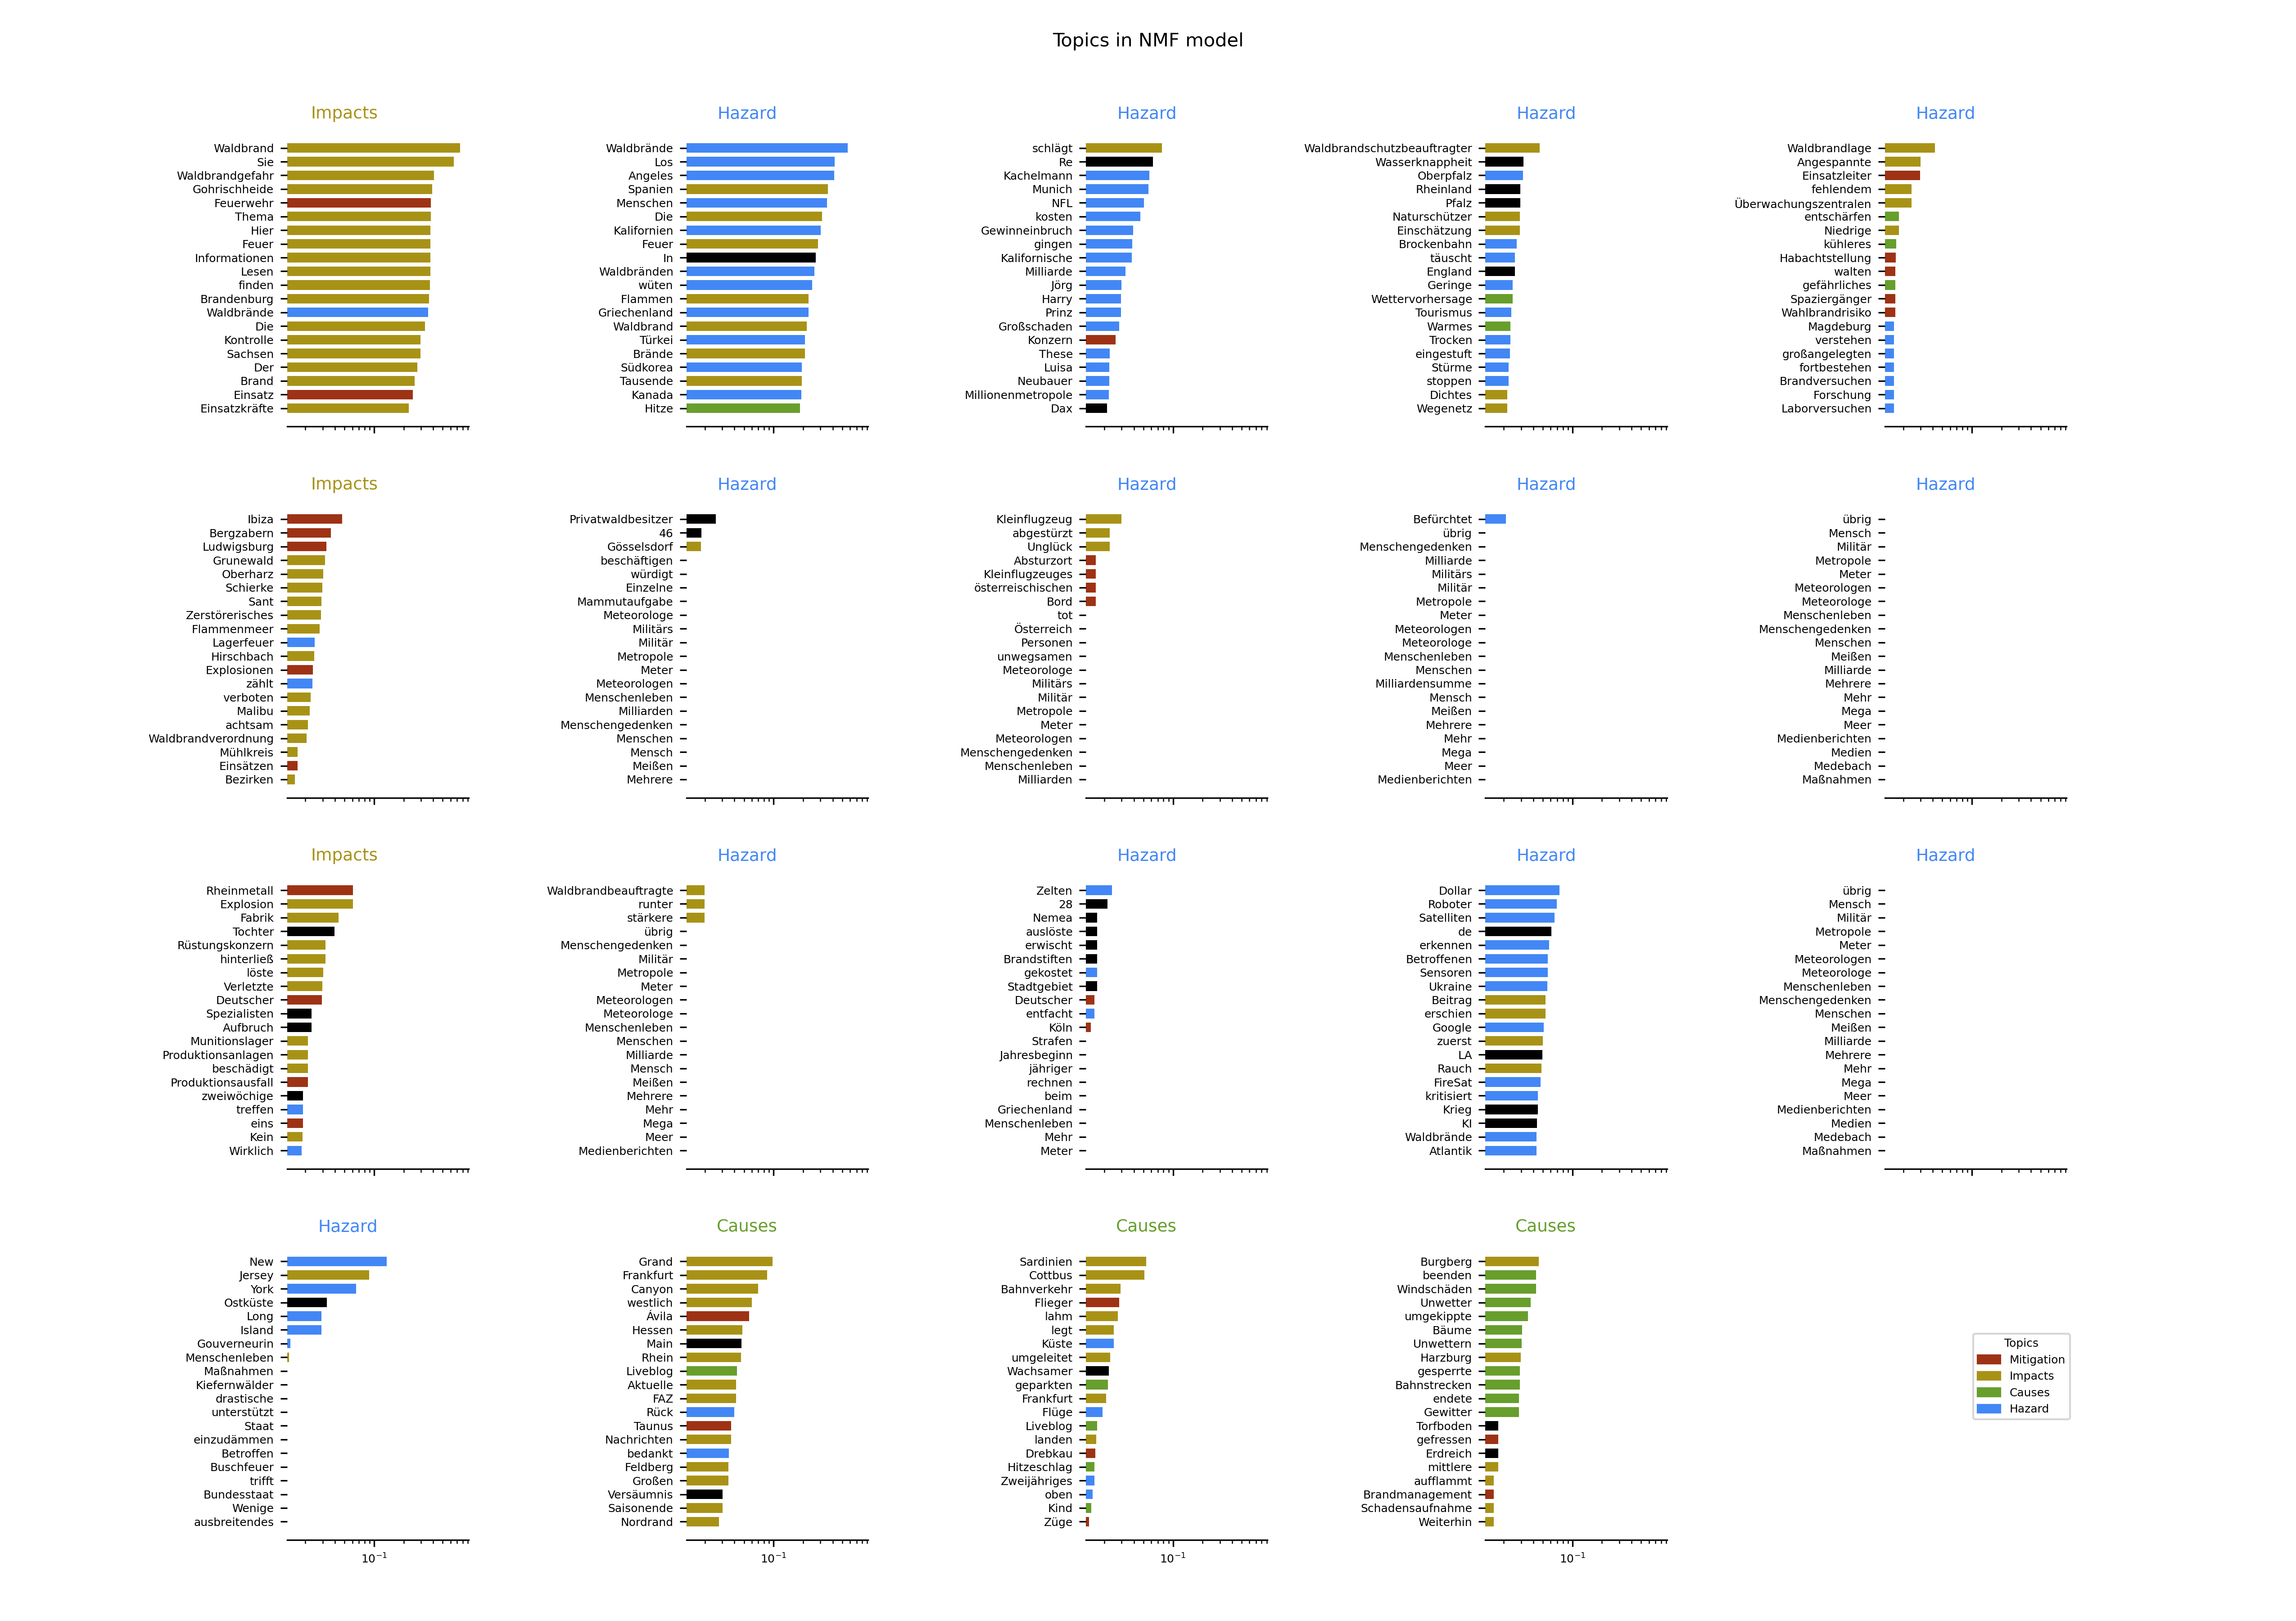 Topics in NMF model
Impacts
Waldbrand
Sie
Waldbrandgefahr
Gohrischheide
Feuerwehr
Thema
Hier
Feuer
Informationen
Lesen
finden
Brandenburg
Waldbrände
Die
Kontrolle
Sachsen
Der
Brand
Einsatz
Einsatzkräfte
Hazard
Waldbrände
Los
Angeles
Spanien
Menschen
Die
Kalifornien
Feuer
In
Waldbränden
wüten
Flammen
Griechenland
Waldbrand
Türkei
Brände
Südkorea
Tausende
Kanada
Hitze
Hazard
schlägt
Re
Kachelmann
Munich
NFL
kosten
Gewinneinbruch
gingen
Kalifornische
Milliarde
Jörg
Harry
Prinz
Großschaden
Konzern
These
Luisa
Neubauer
Millionenmetropole
Dax
Hazard
Waldbrandschutzbeauftragter
Wasserknappheit
Oberpfalz
Rheinland
Pfalz
Naturschützer
Einschätzung
Brockenbahn
täuscht
England
Geringe
Wettervorhersage
Tourismus
Warmes
Trocken
eingestuft
Stürme
stoppen
Dichtes
Wegenetz
Hazard
Waldbrandlage
Angespannte
Einsatzleiter
fehlendem
Überwachungszentralen
entschärfen
Niedrige
kühleres
Habachtstellung
walten
gefährliches
Spaziergänger
Wahlbrandrisiko
Magdeburg
verstehen
großangelegten
fortbestehen
Brandversuchen
Forschung
Laborversuchen
Impacts
Ibiza
Bergzabern
Ludwigsburg
Grunewald
Oberharz
Schierke
Sant
Zerstörerisches
Flammenmeer
Lagerfeuer
Hirschbach
Explosionen
zählt
verboten
Malibu
achtsam
Waldbrandverordnung
Mühlkreis
Einsätzen
Bezirken
Hazard
Privatwaldbesitzer
46
Gösselsdorf
beschäftigen
würdigt
Einzelne
Mammutaufgabe
Meteorologe
Militärs
Militär
Metropole
Meter
Meteorologen
Menschenleben
Milliarden
Menschengedenken
Menschen
Mensch
Meißen
Mehrere
Hazard
Kleinflugzeug
abgestürzt
Unglück
Absturzort
Kleinflugzeuges
österreischischen
Bord
tot
Österreich
Personen
unwegsamen
Meteorologe
Militärs
Militär
Metropole
Meter
Meteorologen
Menschengedenken
Menschenleben
Milliarden
Hazard
Befürchtet
übrig
Menschengedenken
Milliarde
Militärs
Militär
Metropole
Meter
Meteorologen
Meteorologe
Menschenleben
Menschen
Milliardensumme
Mensch
Meißen
Mehrere
Mehr
Mega
Meer
Medienberichten
Hazard
übrig
Mensch
Militär
Metropole
Meter
Meteorologen
Meteorologe
Menschenleben
Menschengedenken
Menschen
Meißen
Milliarde
Mehrere
Mehr
Mega
Meer
Medienberichten
Medien
Medebach
Maßnahmen
Impacts
Rheinmetall
Explosion
Fabrik
Tochter
Rüstungskonzern
hinterließ
löste
Verletzte
Deutscher
Spezialisten
Aufbruch
Munitionslager
Produktionsanlagen
beschädigt
Produktionsausfall
zweiwöchige
treffen
eins
Kein
Wirklich
Hazard
Waldbrandbeauftragte
runter
stärkere
übrig
Menschengedenken
Militär
Metropole
Meter
Meteorologen
Meteorologe
Menschenleben
Menschen
Milliarde
Mensch
Meißen
Mehrere
Mehr
Mega
Meer
Medienberichten
Hazard
Zelten
28
Nemea
auslöste
erwischt
Brandstiften
gekostet
Stadtgebiet
Deutscher
entfacht
Köln
Strafen
Jahresbeginn
jähriger
rechnen
beim
Griechenland
Menschenleben
Mehr
Meter
Hazard
Dollar
Roboter
Satelliten
de
erkennen
Betroffenen
Sensoren
Ukraine
Beitrag
erschien
Google
zuerst
LA
Rauch
FireSat
kritisiert
Krieg
KI
Waldbrände
Atlantik
Hazard
übrig
Mensch
Militär
Metropole
Meter
Meteorologen
Meteorologe
Menschenleben
Menschengedenken
Menschen
Meißen
Milliarde
Mehrere
Mehr
Mega
Meer
Medienberichten
Medien
Medebach
Maßnahmen
Hazard
New
Jersey
York
Ostküste
Long
Island
Gouverneurin
Menschenleben
Maßnahmen
Kiefernwälder
drastische
unterstützt
Staat
einzudämmen
Betroffen
Buschfeuer
trifft
Bundesstaat
Wenige
ausbreitendes
10⁻¹
Causes
Grand
Frankfurt
Canyon
westlich
Ávila
Hessen
Main
Rhein
Liveblog
Aktuelle
FAZ
Rück
Taunus
Nachrichten
bedankt
Feldberg
Großen
Versäumnis
Saisonende
Nordrand
10⁻¹
Causes
Sardinien
Cottbus
Bahnverkehr
Flieger
lahm
legt
Küste
umgeleitet
Wachsamer
geparkten
Frankfurt
Flüge
Liveblog
landen
Drebkau
Hitzeschlag
Zweijähriges
oben
Kind
Züge
10⁻¹
Causes
Burgberg
beenden
Windschäden
Unwetter
umgekippte
Bäume
Unwettern
Harzburg
gesperrte
Bahnstrecken
endete
Gewitter
Torfboden
gefressen
Erdreich
mittlere
aufflammt
Brandmanagement
Schadensaufnahme
Weiterhin
10⁻¹
Topics
Mitigation
Impacts
Causes
Hazard